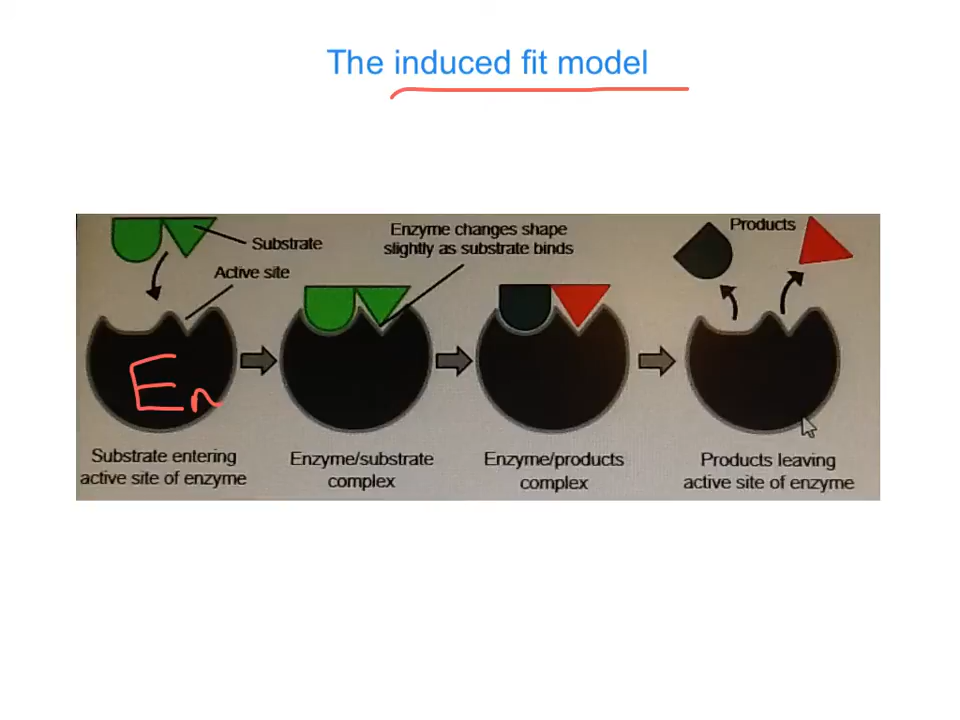 The induced fit model
Products
Enzyme changes shape
slightly as substrate binds
Substrate
Active site
En
Substrate entering
active site of enzyme
Enzyme/substrate
complex
Enzyme/products
complex
Products leaving
active site of enzyme